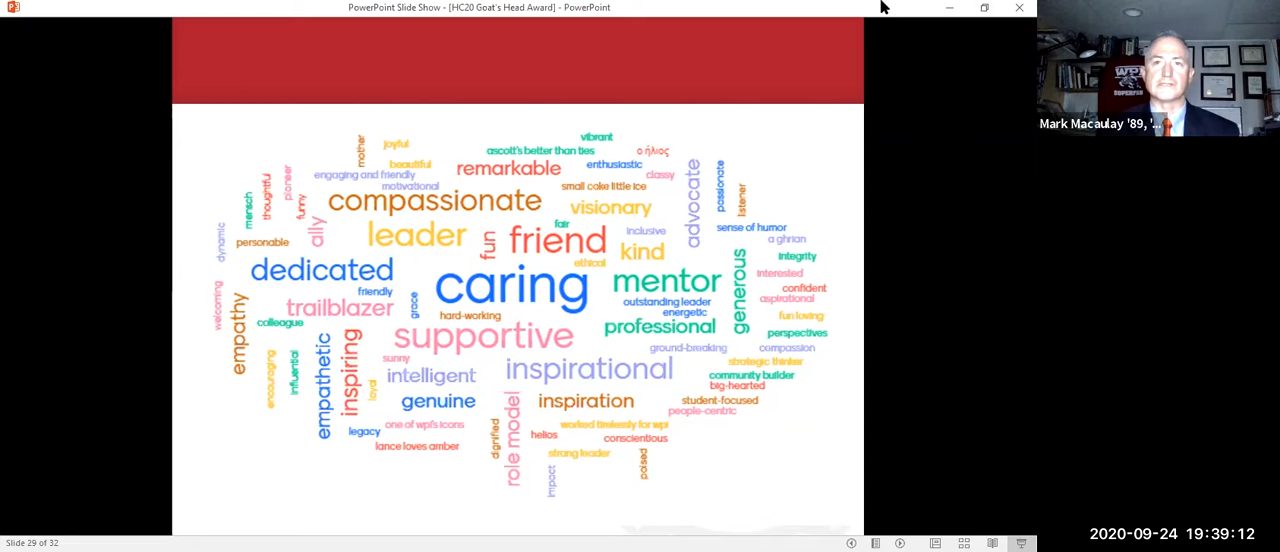 PowerPoint Slide Show - [HC20 Goat's Head Award] - PowerPoint
WPI
Mark Macaulay '89, '...
vibrant
mother
joyful
ascott's better than ties
ο ήλιος
beautiful
remarkable
enthusiastic
advocate
passionate
engaging and friendly
classy
pioneer
thoughtful
motivational
small cake little ice
listener
mensch
funny
compassionate
visionary
ally
leader
fun
friend
fair
inclusive
sense of humor
dynamic
personable
kind
a ghrian
ethical
integrity
dedicated
caring
mentor
generous
interested
welcoming
empathy
friendly
grace
confident
trailblazer
outstanding leader
aspirational
energetic
hard-working
fun loving
colleague
supportive
professional
perspectives
ground-breaking
compassion
sunny
strategic thinker
encouraging
influential
empathetic
inspiring
loyal
intelligent
inspirational
community builder
big-hearted
genuine
inspiration
student-focused
people-centric
role model
one of wpi's icons
worked tirelessly for wpi
legacy
dignified
helios
conscientious
lance loves amber
strong leader
poised
impact
2020-09-24 19:39:12
Slide 29 of 32